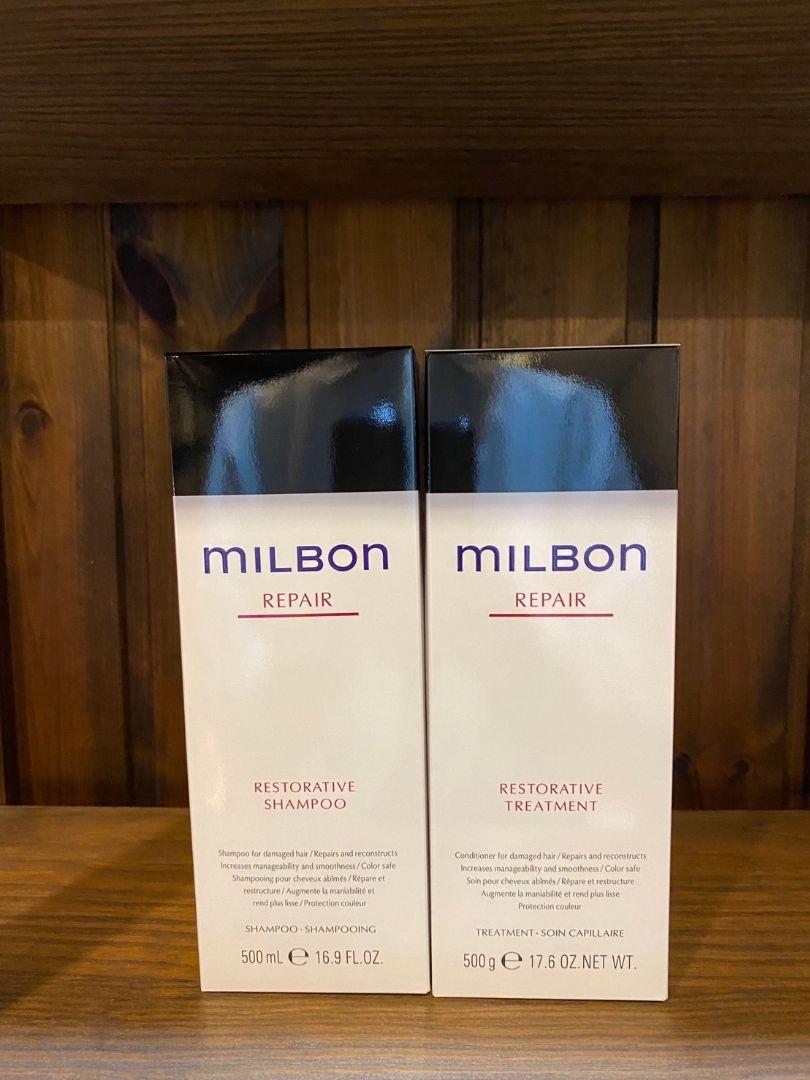 MILBON
REPAIR
RESTORATIVE
SHAMPOO
Shampoo for damaged hair / Repairs and reconstructs
Increases manageability and smoothness / Color safe
Shampooing pour cheveux abîmés / Répare et
restructure / Augmente la maniabilité et
rend plus lisse / Protection couleur
SHAMPOO - SHAMPOOING
500 mL ℮ 16.9 FL.OZ.
MILBON
REPAIR
RESTORATIVE
TREATMENT
Conditioner for damaged hair / Repairs and reconstructs
Increases manageability and smoothness / Color safe
Soin pour cheveux abîmés / Répare et restructure
Augmente la maniabilité et rend plus lisse
Protection couleur
TREATMENT - SOIN CAPILLAIRE
500 g ℮ 17.6 OZ.NET WT.